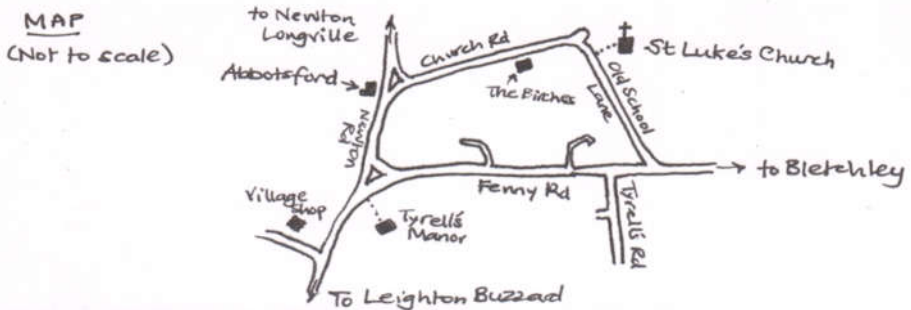 MAP
(Not to scale)
to Newton
Longville
Church Rd
St Luke's Church
Abbotsford
The Birches
Old School
Lane
Newton
Rd
to Bletchley
Fenny Rd
Village
Shop
Tyrell's
Manor
Tyrell's Rd
To Leighton Buzzad